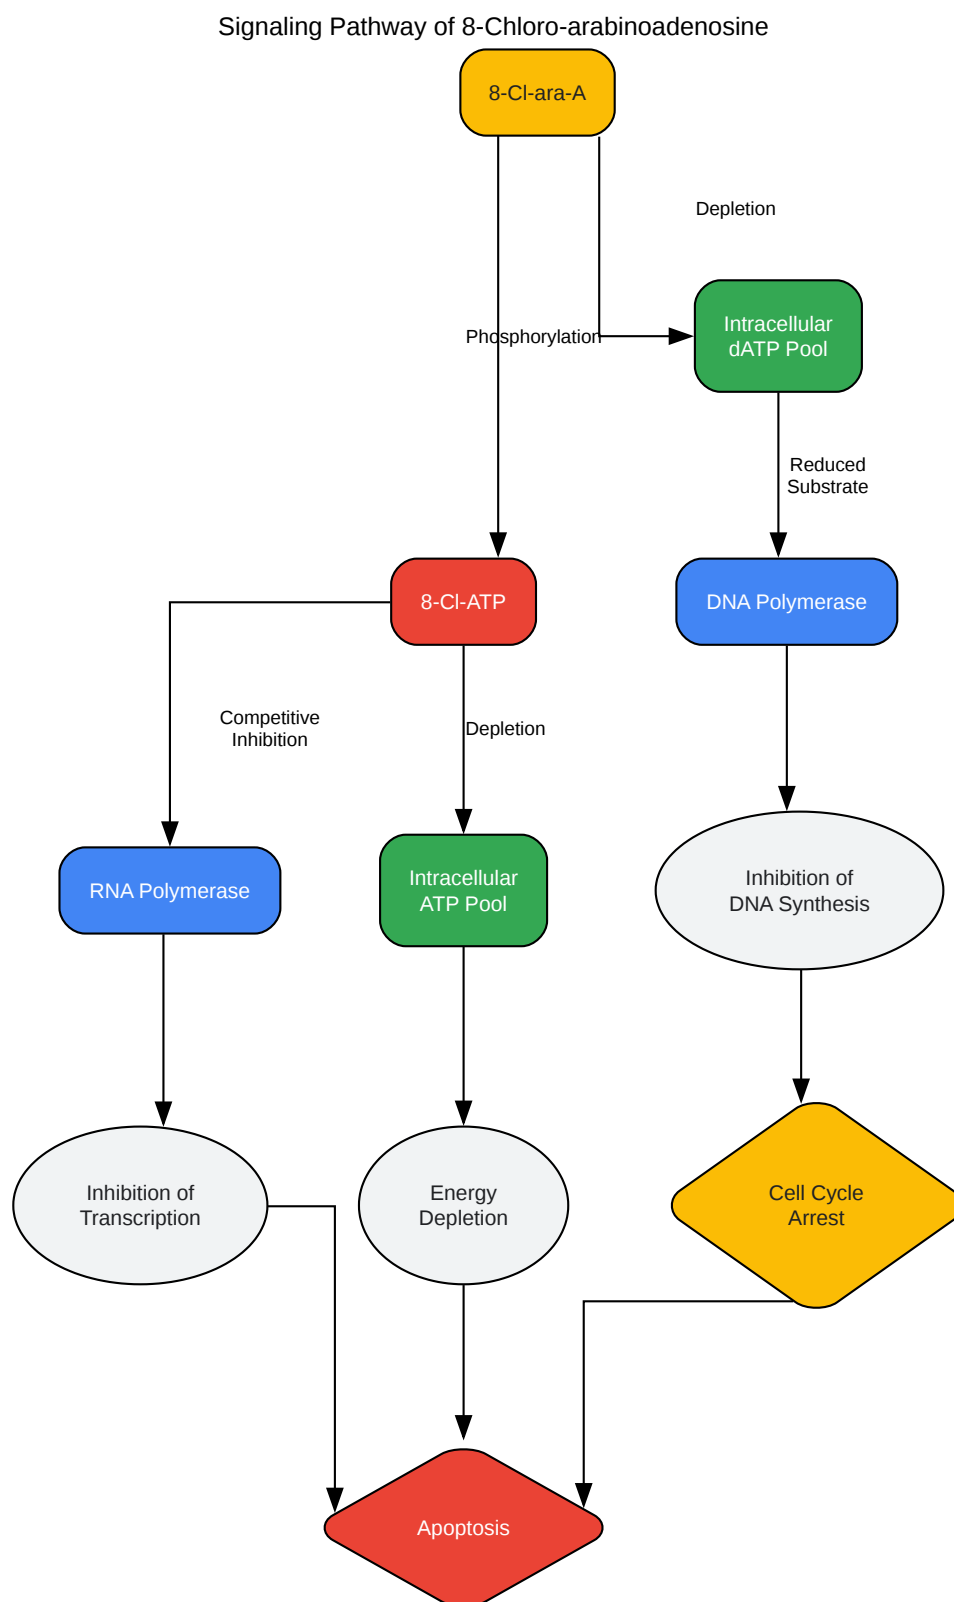 Signaling Pathway of 8-Chloro-arabinoadenosine
8-Cl-ara-A
Depletion
Intracellular
dATP Pool
Phosphorylation
Reduced
Substrate
8-Cl-ATP
DNA Polymerase
Competitive
Inhibition
Depletion
RNA Polymerase
Intracellular
ATP Pool
Inhibition of
DNA Synthesis
Inhibition of
Transcription
Energy
Depletion
Cell Cycle
Arrest
Apoptosis